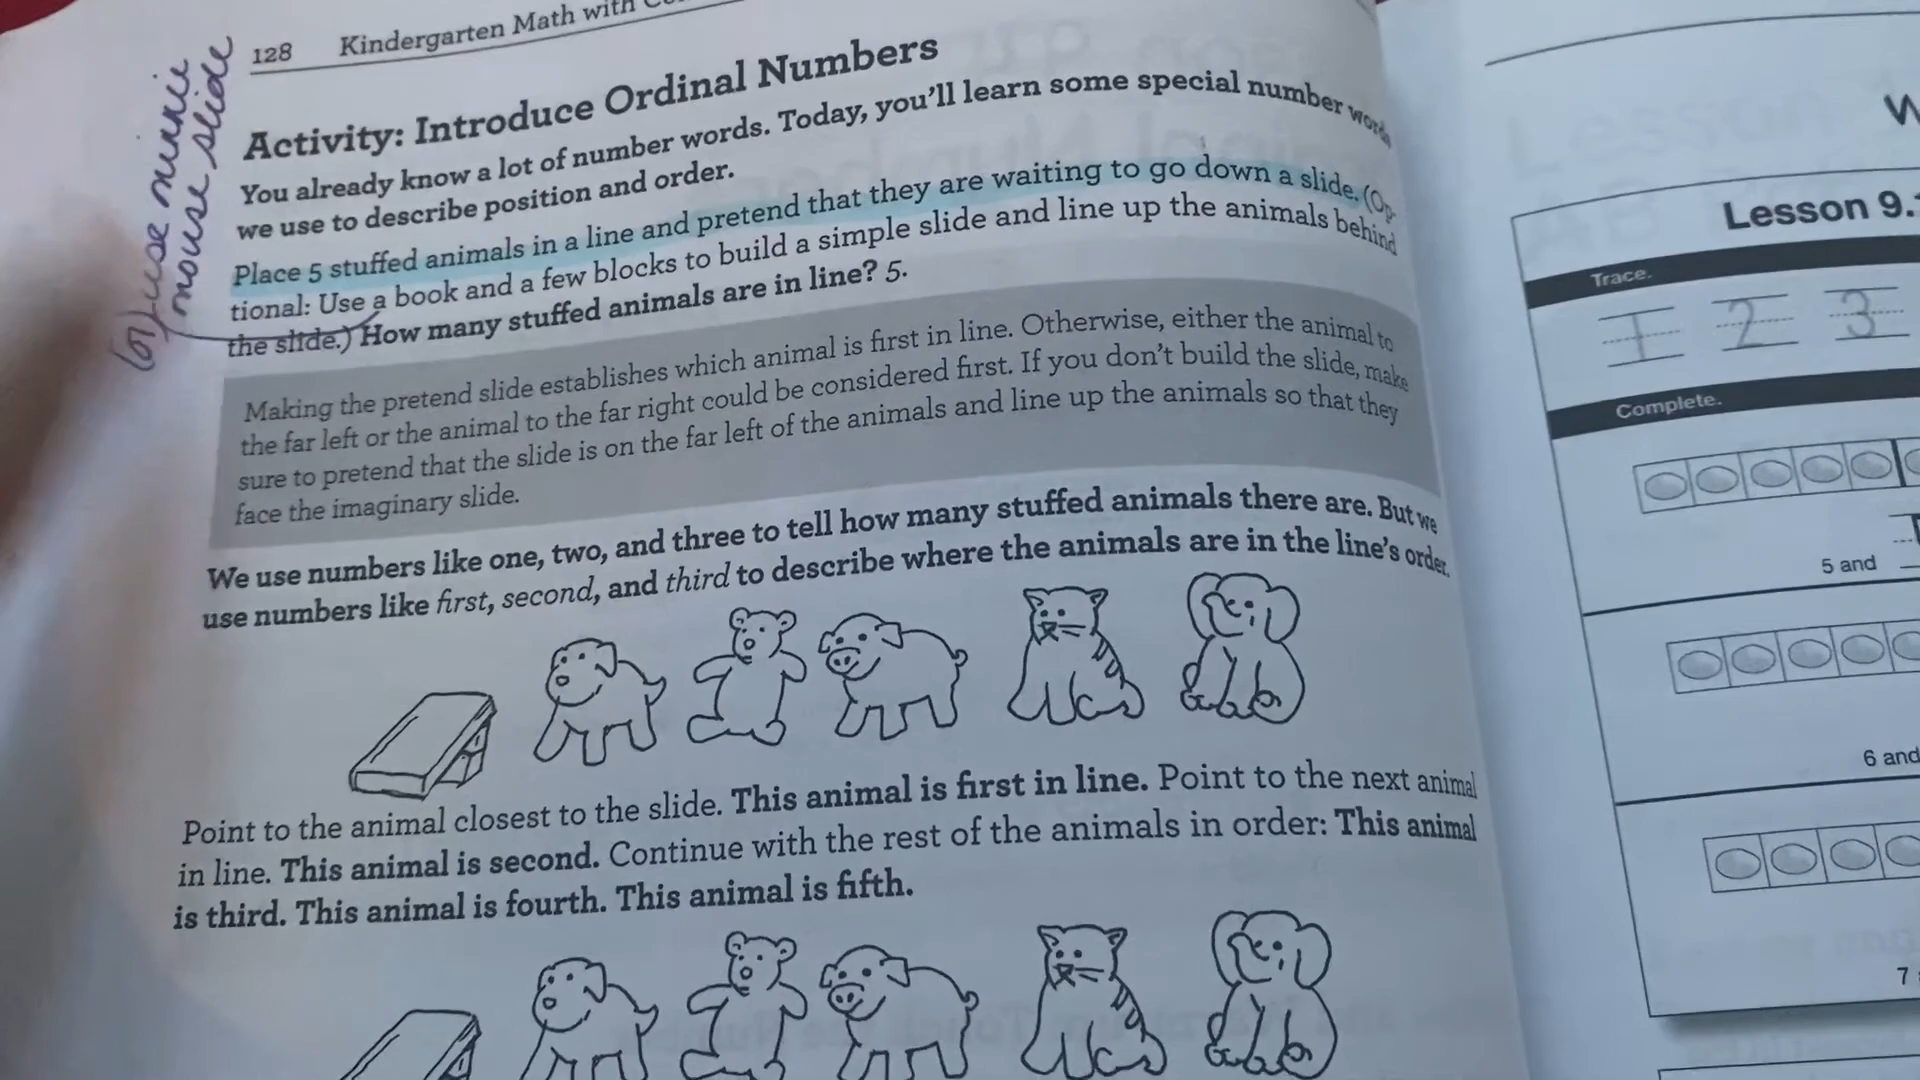 128 Kindergarten Math with
(or) use minnie
mouse slide
Activity: Introduce Ordinal Numbers
You already know a lot of number words. Today, you'll learn some special number words
we use to describe position and order.
Place 5 stuffed animals in a line and pretend that they are waiting to go down a slide. (Op-
tional: Use a book and a few blocks to build a simple slide and line up the animals behind
the slide.) How many stuffed animals are in line? 5.
Making the pretend slide establishes which animal is first in line. Otherwise, either the animal to
the far left or the animal to the far right could be considered first. If you don't build the slide, make
sure to pretend that the slide is on the far left of the animals and line up the animals so that they
face the imaginary slide.
We use numbers like one, two, and three to tell how many stuffed animals there are. But we
use numbers like first, second, and third to describe where the animals are in the line's order.
Point to the animal closest to the slide. This animal is first in line. Point to the next animal
in line. This animal is second. Continue with the rest of the animals in order: This animal
is third. This animal is fourth. This animal is fifth.
Lesson 9.
Trace.
1 2 3
Complete.
5 and
6 and
7